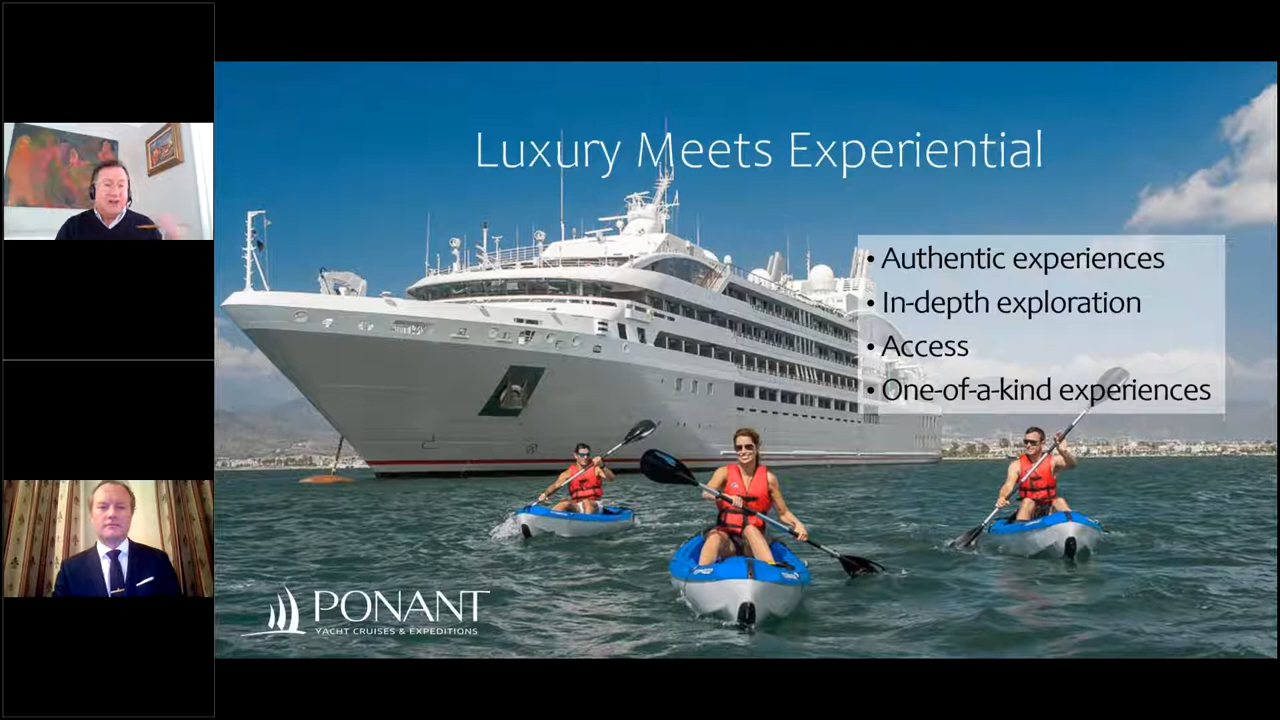 Luxury Meets Experiential
• Authentic experiences
• In-depth exploration
• Access
• One-of-a-kind experiences
PONANT
YACHT CRUISES & EXPEDITIONS